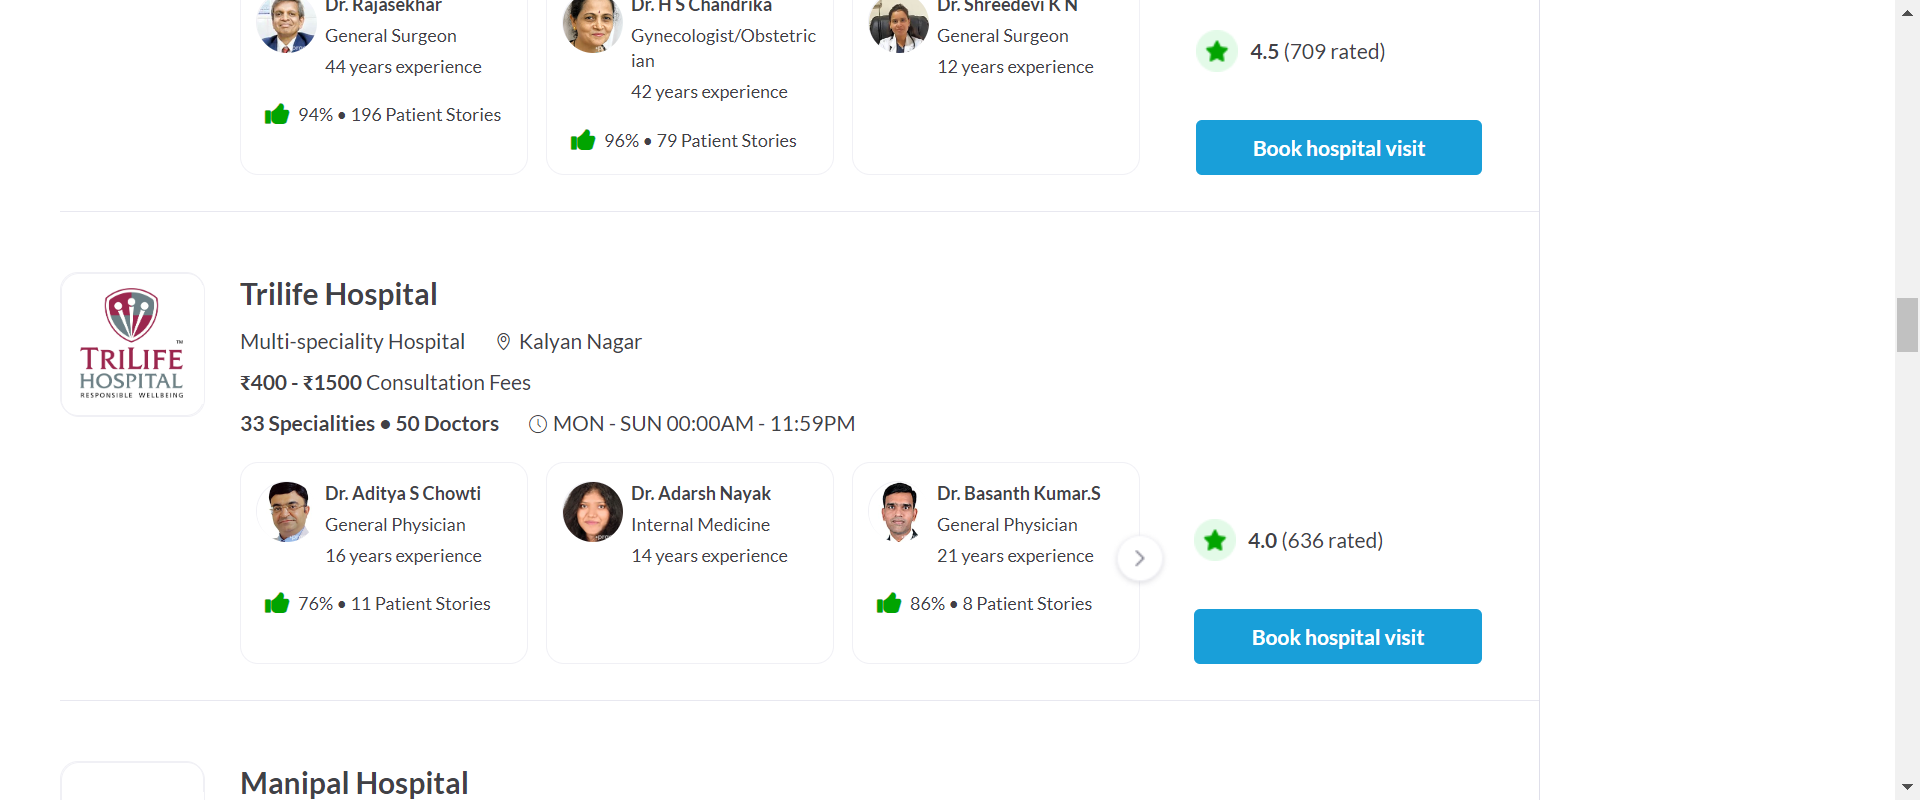 Dr. Rajasekhar
General Surgeon
44 years experience
94% • 196 Patient Stories
Dr. H S Chandrika
Gynecologist/Obstetric
ian
42 years experience
96% • 79 Patient Stories
Dr. Shreedevi K N
General Surgeon
12 years experience
4.5 (709 rated)
Book hospital visit
TRILIFE
HOSPITAL
RESPONSIBLE WELLBEING
TM
Trilife Hospital
Multi-speciality Hospital Kalyan Nagar
₹400 - ₹1500 Consultation Fees
33 Specialities • 50 Doctors MON - SUN 00:00AM - 11:59PM
Dr. Aditya S Chowti
General Physician
16 years experience
76% • 11 Patient Stories
Dr. Adarsh Nayak
Internal Medicine
14 years experience
Dr. Basanth Kumar.S
General Physician
21 years experience
86% • 8 Patient Stories
4.0 (636 rated)
Book hospital visit
Manipal Hospital